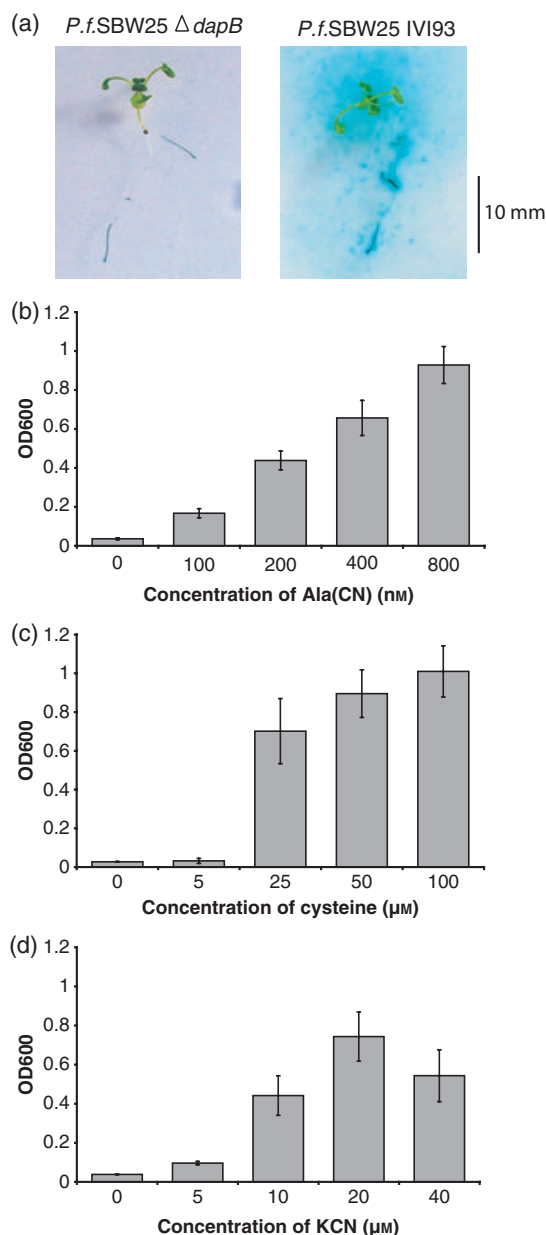 (a) P.f.SBW25 Δ dapB P.f.SBW25 IVI93
10 mm
(b)
1.2
1
0.8
0.6
0.4
0.2
0
OD600
0 100 200 400 800
Concentration of Ala(CN) (nM)
(c)
1.2
1
0.8
0.6
0.4
0.2
0
OD600
0 5 25 50 100
Concentration of cysteine (μM)
(d)
1.2
1
0.8
0.6
0.4
0.2
0
OD600
0 5 10 20 40
Concentration of KCN (μM)